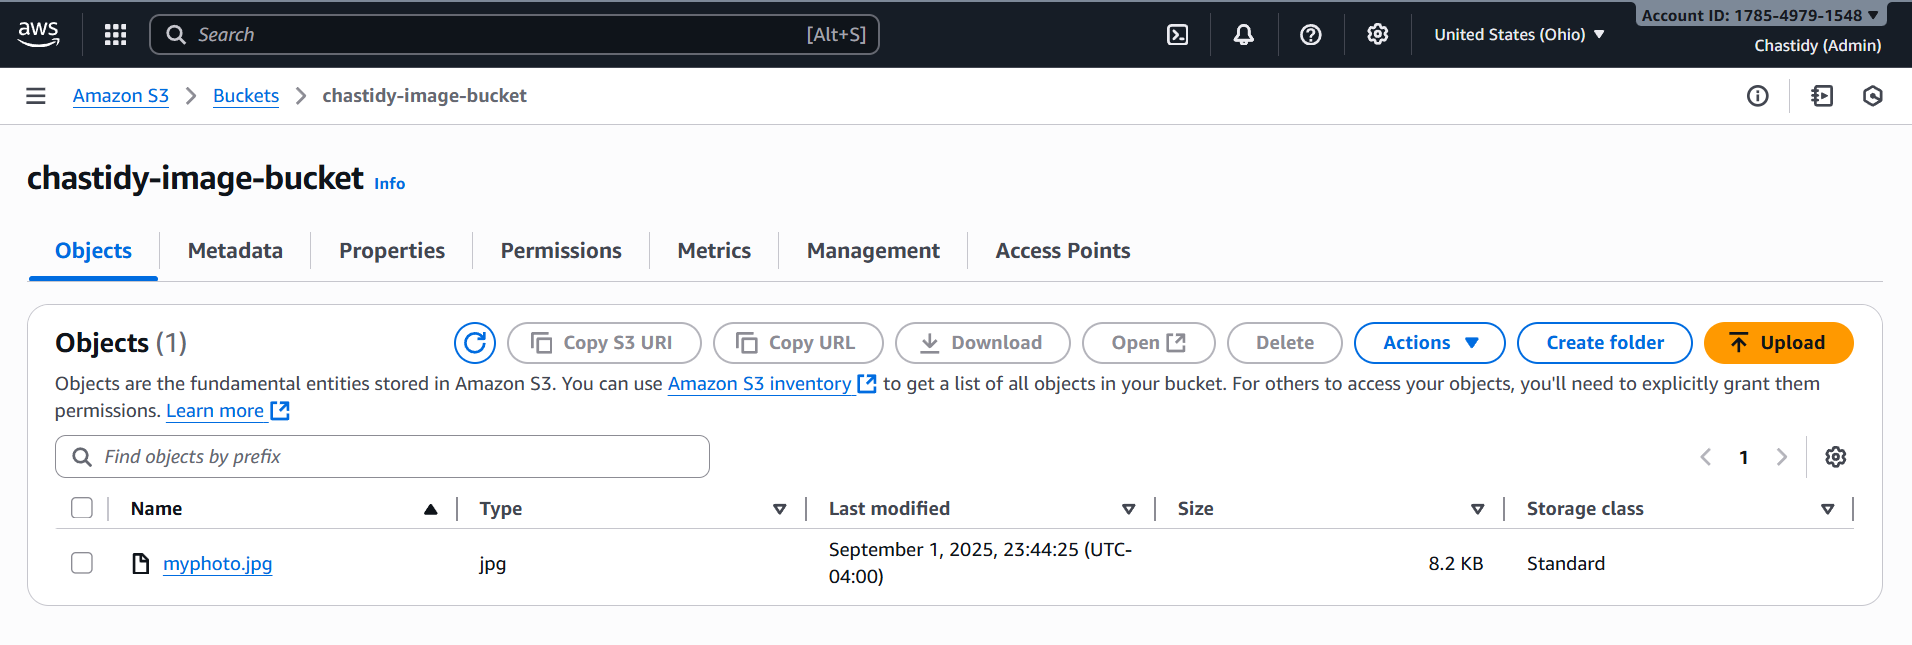 aws
Search [Alt+S]
United States (Ohio)
Account ID: 1785-4979-1548
Chastidy (Admin)
Amazon S3 > Buckets > chastidy-image-bucket
chastidy-image-bucket Info
Objects Metadata Properties Permissions Metrics Management Access Points
Objects (1) Copy S3 URI Copy URL Download Open Delete Actions Create folder Upload
Objects are the fundamental entities stored in Amazon S3. You can use Amazon S3 inventory to get a list of all objects in your bucket. For others to access your objects, you'll need to explicitly grant them
permissions. Learn more
Find objects by prefix 1
Name Type Last modified Size Storage class
myphoto.jpg jpg September 1, 2025, 23:44:25 (UTC-
04:00) 8.2 KB Standard